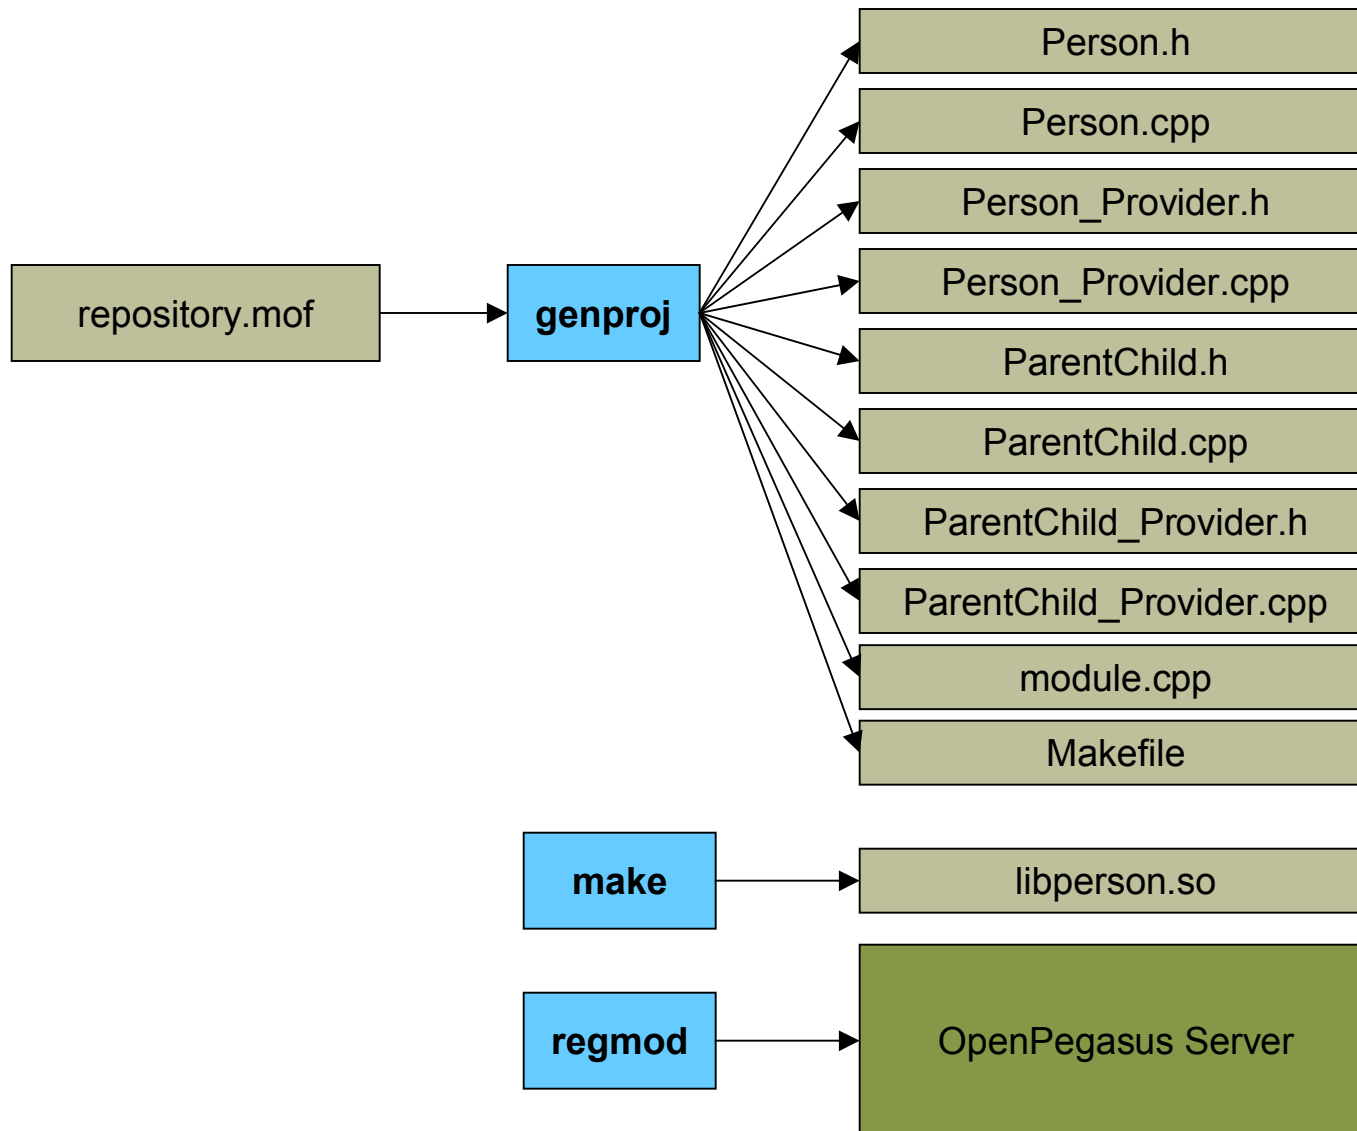 Person.h
Person.cpp
Person_Provider.h
Person_Provider.cpp
repository.mof
genproj
ParentChild.h
ParentChild.cpp
ParentChild_Provider.h
ParentChild_Provider.cpp
module.cpp
Makefile
make
libperson.so
regmod
OpenPegasus Server